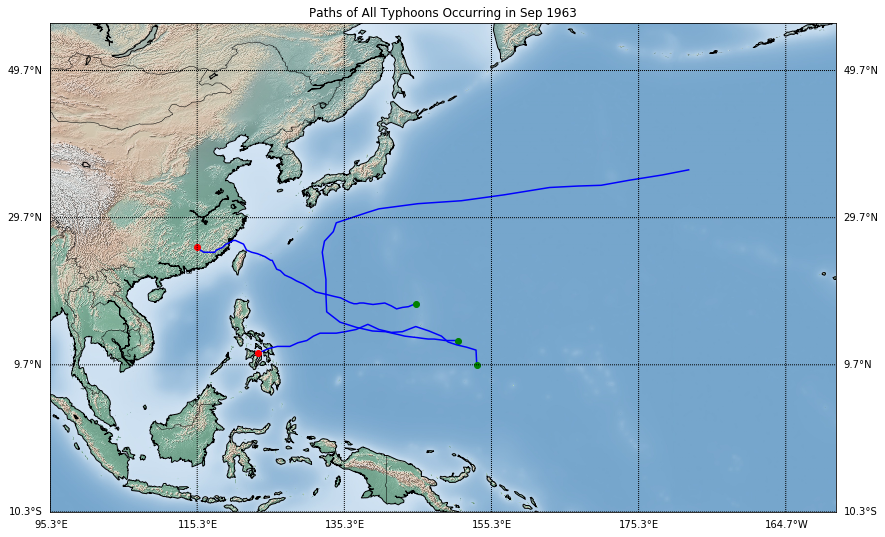 Paths of All Typhoons Occurring in Sep 1963
49.7°N 49.7°N
29.7°N 29.7°N
9.7°N 9.7°N
10.3°S 10.3°S
95.3°E 115.3°E 135.3°E 155.3°E 175.3°E 164.7°W